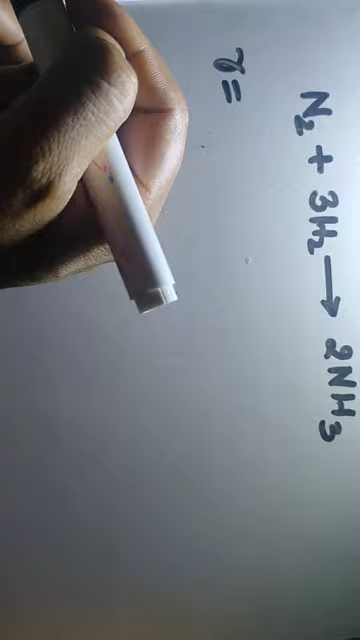 N₂ + 3H₂ ⟶ 2NH₃
r =